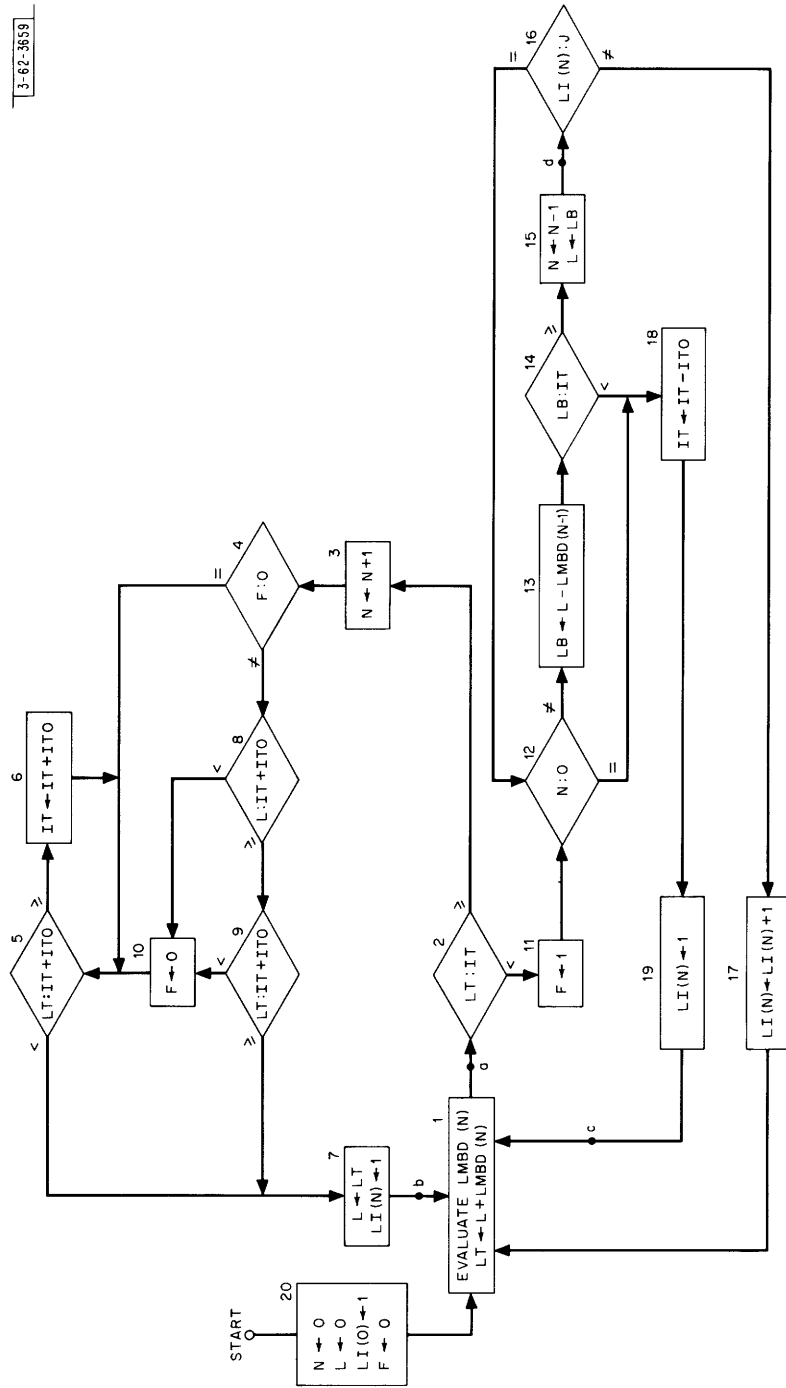 3-62-3659
START
20
N ← 0
L ← 0
LI(0) ← 1
F ← 0
1
EVALUATE LMBD (N)
LT ← L + LMBD (N)
a
b
c
2
LT : IT
≥
<
3
N ← N+1
4
F : 0
=
≠
5
LT: IT + ITO
<
≥
6
IT ← IT + ITO
7
L ← LT
LI(N) ← 1
8
L: IT + ITO
<
≥
9
LT: IT + ITO
<
≥
10
F ← 0
11
F ← 1
12
N : 0
≠
=
13
LB ← L - LMBD (N-1)
14
LB : IT
≥
<
15
N ← N-1
L ← LB
d
16
LI (N) : J
=
≠
17
LI(N) ← LI(N)+1
18
IT ← IT - ITO
19
LI(N) ← 1